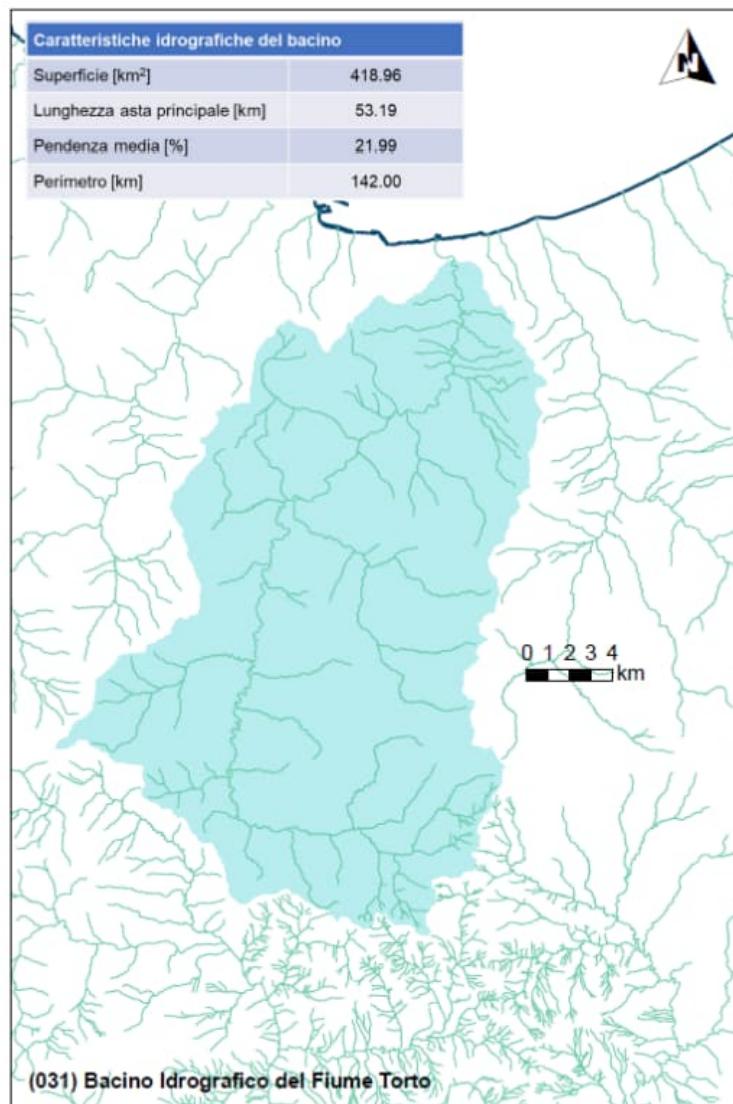 Caratteristiche idrografiche del bacino
Superficie [km²] 418.96
Lunghezza asta principale [km] 53.19
Pendenza media [%] 21.99
Perimetro [km] 142.00
N
0 1 2 3 4
km
(031) Bacino Idrografico del Fiume Torto